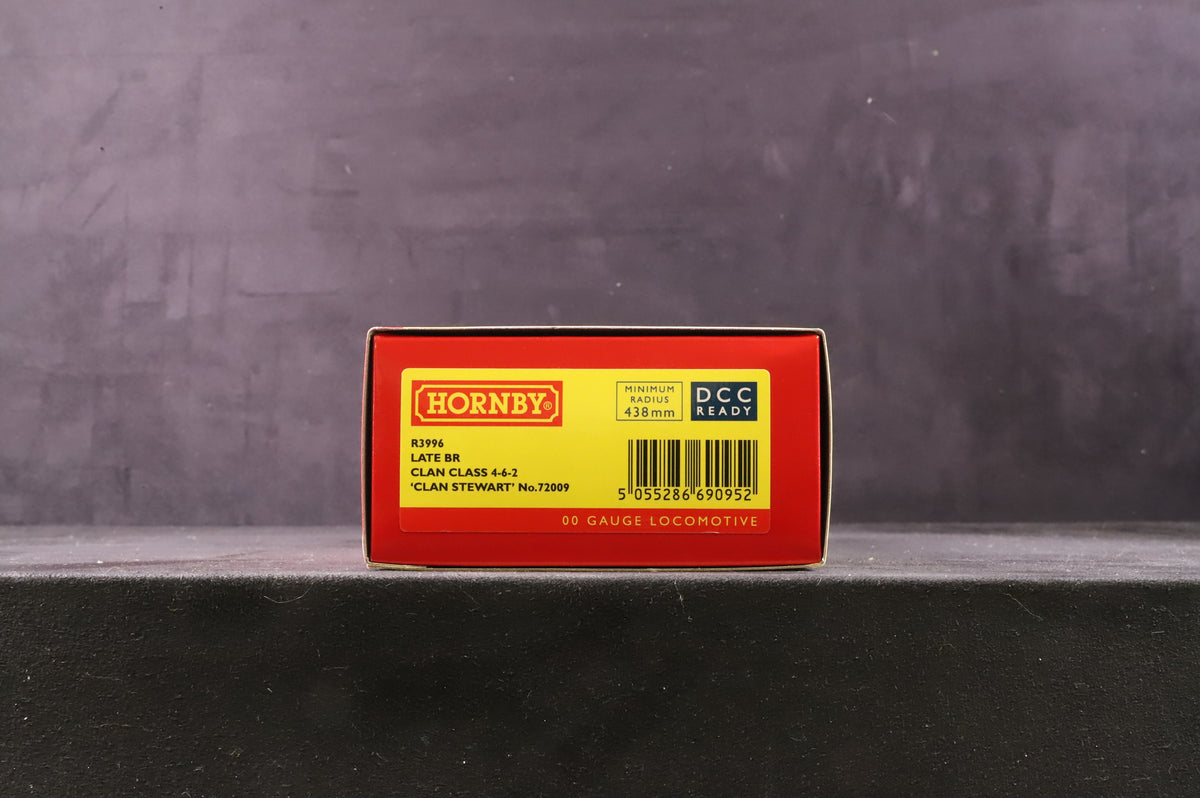 HORNBY®
MINIMUM
RADIUS
438mm
DCC
READY
R3996
LATE BR
CLAN CLASS 4-6-2
‘CLAN STEWART’ No.72009
5 055286 690952
00 GAUGE LOCOMOTIVE